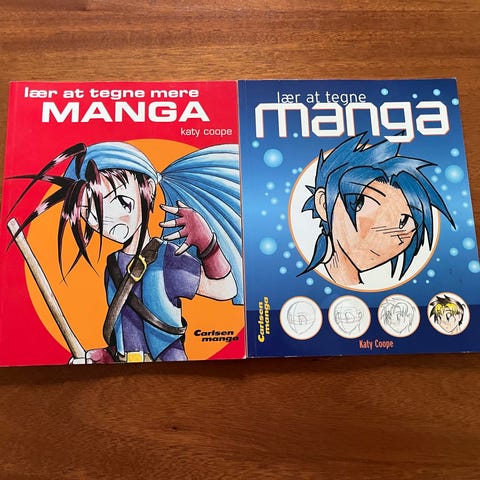 lær at tegne mere
MANGA
katy coope
Carlsen
manga
lær at tegne
manga
Carlsen
manga
Katy Coope